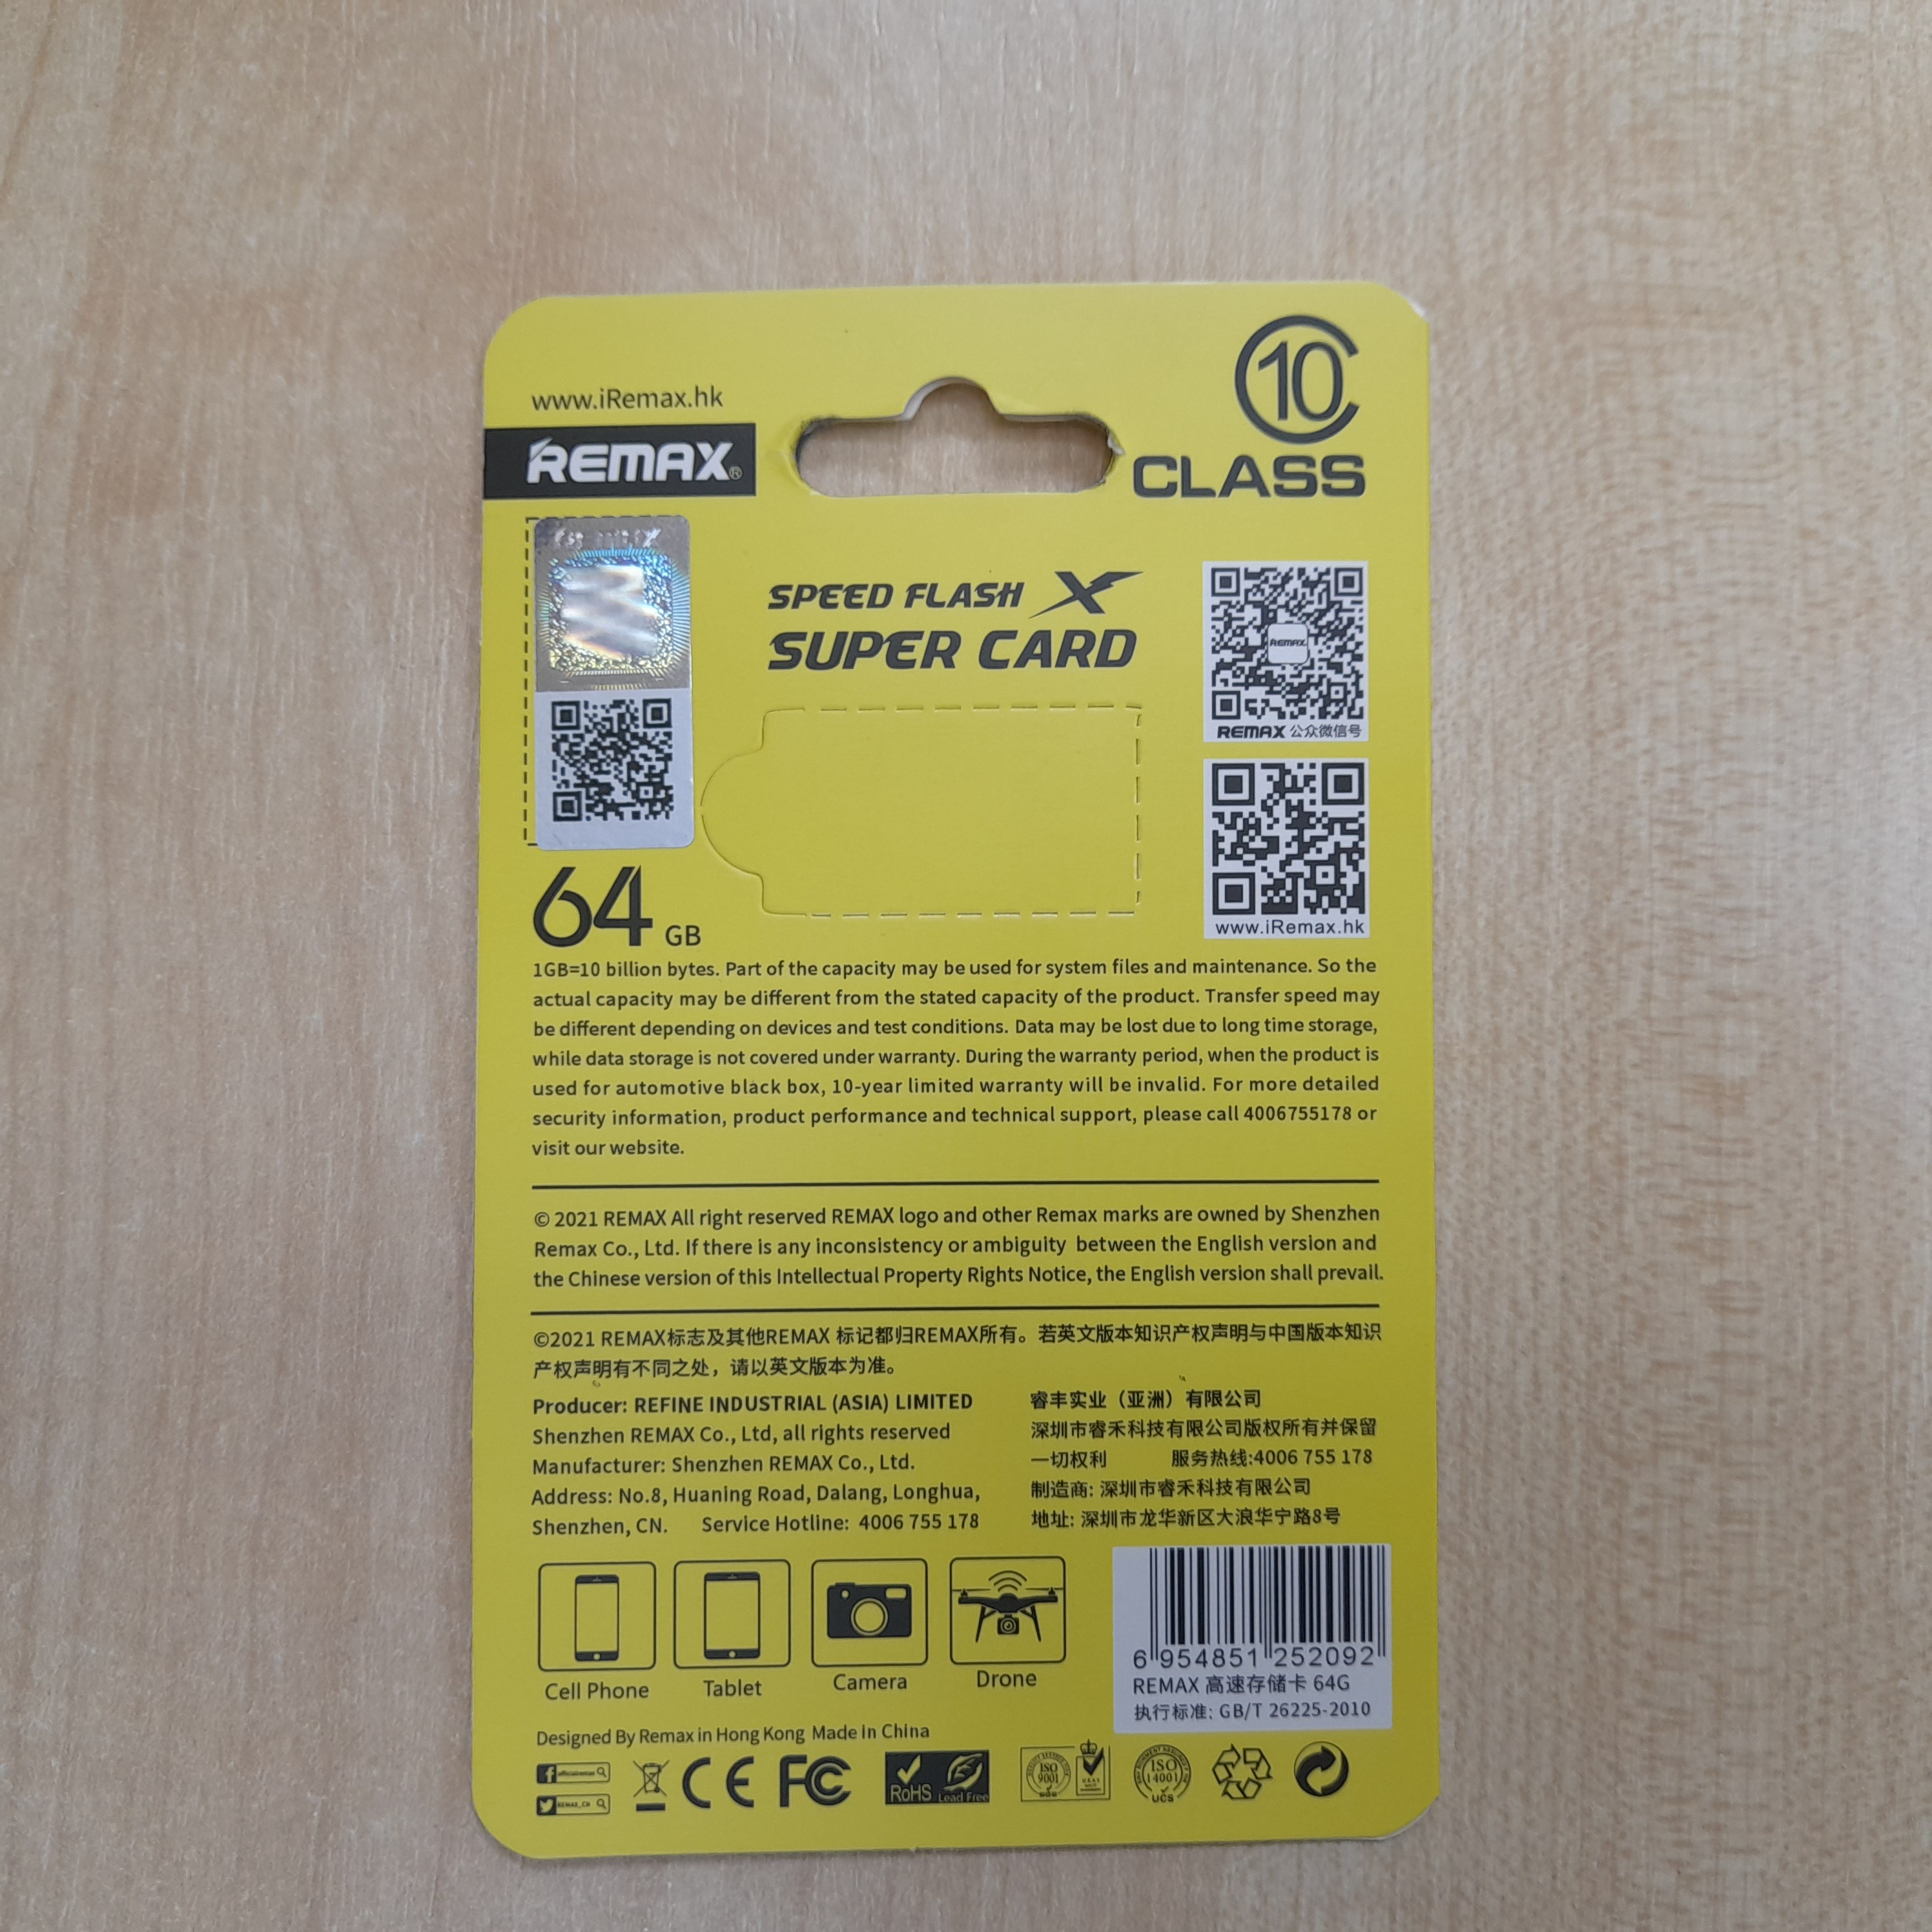 www.iRemax.hk
REMAX®
10
CLASS
SPEED FLASH X
SUPER CARD
REMAX
REMAX 公众微信号
www.iRemax.hk
64 GB
1GB=10 billion bytes. Part of the capacity may be used for system files and maintenance. So the
actual capacity may be different from the stated capacity of the product. Transfer speed may
be different depending on devices and test conditions. Data may be lost due to long time storage,
while data storage is not covered under warranty. During the warranty period, when the product is
used for automotive black box, 10-year limited warranty will be invalid. For more detailed
security information, product performance and technical support, please call 4006755178 or
visit our website.
© 2021 REMAX All right reserved REMAX logo and other Remax marks are owned by Shenzhen
Remax Co., Ltd. If there is any inconsistency or ambiguity between the English version and
the Chinese version of this Intellectual Property Rights Notice, the English version shall prevail.
©2021 REMAX标志及其他REMAX 标记都归REMAX所有。若英文版本知识产权声明与中国版本知识
产权声明有不同之处，请以英文版本为准。
Producer: REFINE INDUSTRIAL (ASIA) LIMITED
Shenzhen REMAX Co., Ltd, all rights reserved
Manufacturer: Shenzhen REMAX Co., Ltd.
Address: No.8, Huaning Road, Dalang, Longhua,
Shenzhen, CN. Service Hotline: 4006 755 178
睿丰实业（亚洲）有限公司
深圳市睿禾科技有限公司版权所有并保留
一切权利 服务热线:4006 755 178
制造商: 深圳市睿禾科技有限公司
地址: 深圳市龙华新区大浪华宁路8号
Cell Phone
Tablet
Camera
Drone
6 954851 252092
REMAX 高速存储卡 64G
执行标准: GB/T 26225-2010
Designed By Remax in Hong Kong Made In China
REMAX_CN
CE
FC
RoHS Lead Free
ISO
9001
ISO
14001
UCS